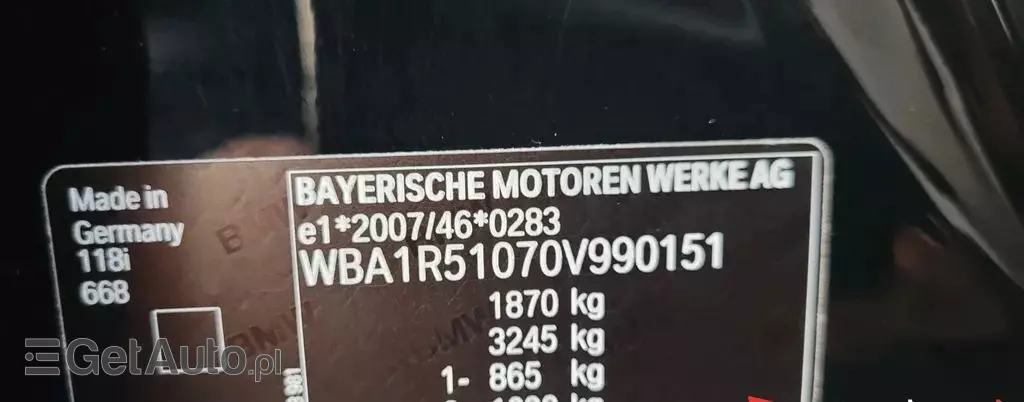 Made in
Germany
118i
668
BAYERISCHE MOTOREN WERKE AG
e1*2007/46*0283
WBA1R51070V990151
1870 kg
3245 kg
1- 865 kg
BMW
GetAuto.pl